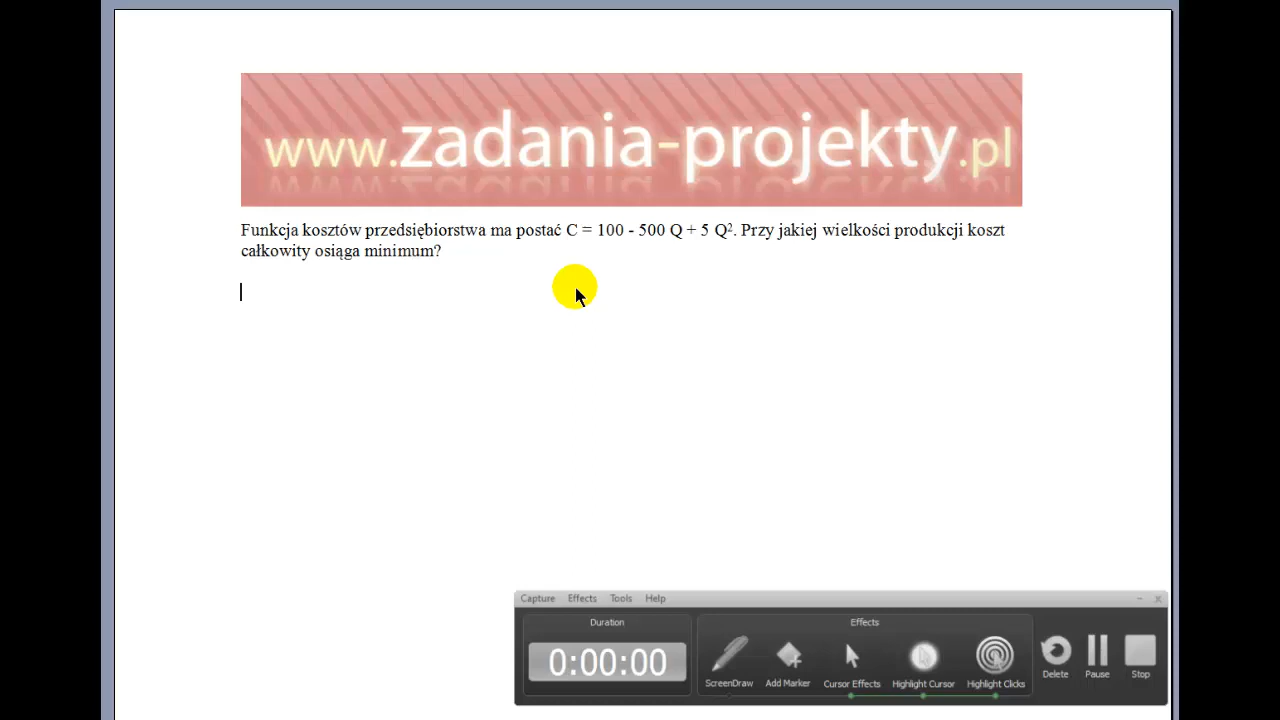 www.zadania-projekty.pl
Funkcja kosztów przedsiębiorstwa ma postać C = 100 - 500 Q + 5 Q². Przy jakiej wielkości produkcji koszt
całkowity osiąga minimum?
Capture Effects Tools Help
Duration
Effects
0:00:00
ScreenDraw Add Marker Cursor Effects Highlight Cursor Highlight Clicks Delete Pause Stop